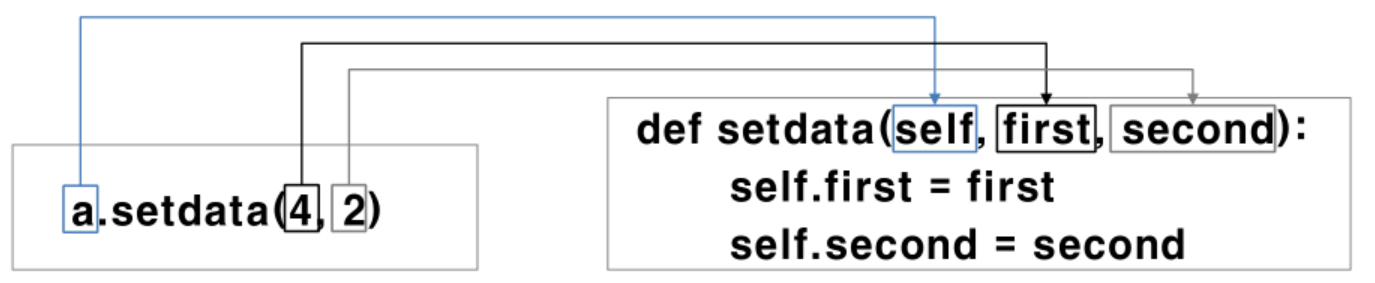 a.setdata(4, 2)
def setdata(self, first, second):
self.first = first
self.second = second